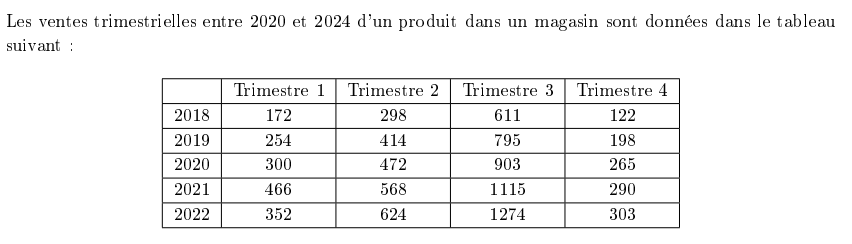 Les ventes trimestrielles entre 2020 et 2024 d'un produit dans un magasin sont données dans le tableau
suivant :
Trimestre 1 Trimestre 2 Trimestre 3 Trimestre 4
2018 172 298 611 122
2019 254 414 795 198
2020 300 472 903 265
2021 466 568 1115 290
2022 352 624 1274 303